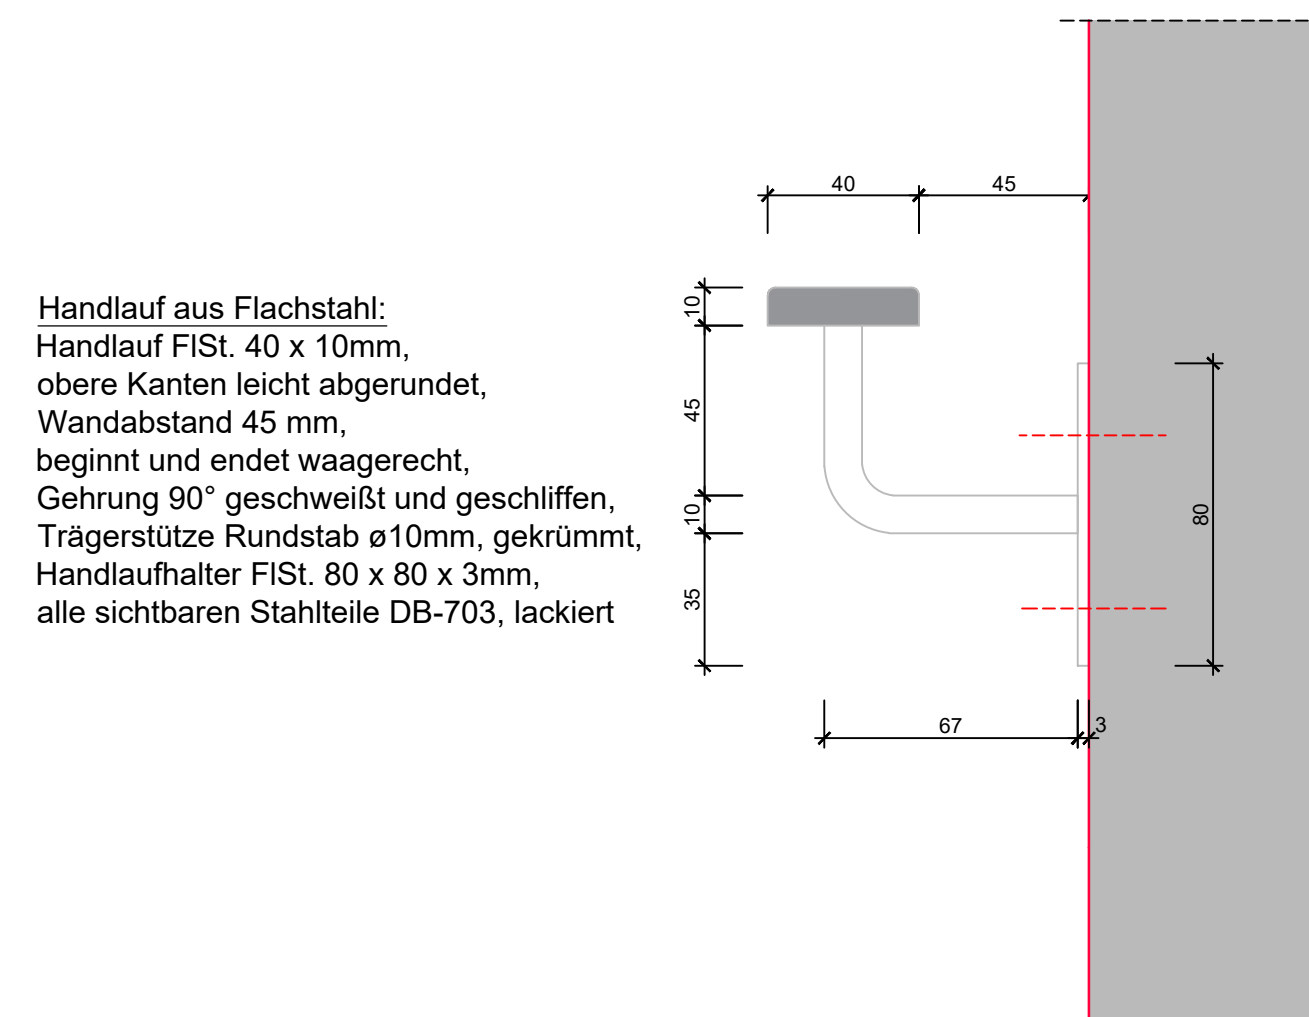 40
45
10
Handlauf aus Flachstahl:
Handlauf FlSt. 40 x 10mm,
obere Kanten leicht abgerundet,
Wandabstand 45 mm,
beginnt und endet waagerecht,
Gehrung 90° geschweißt und geschliffen,
Trägerstütze Rundstab ø10mm, gekrümmt,
Handlaufhalter FlSt. 80 x 80 x 3mm,
alle sichtbaren Stahlteile DB-703, lackiert
45
10
80
35
67
3